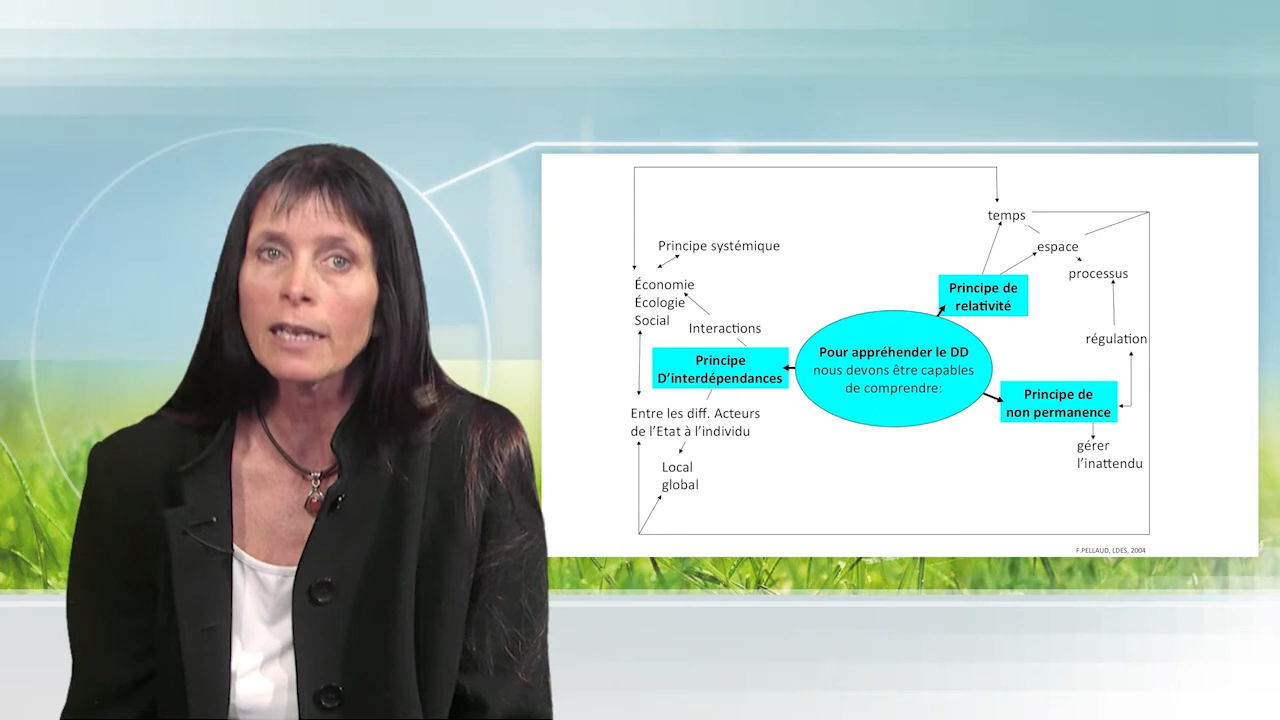 temps
Principe systémique
espace
processus
Économie
Écologie
Social
Principe de
relativité
Interactions
régulation
Principe
D'interdépendances
Pour appréhender le DD
nous devons être capables
de comprendre:
Principe de
non permanence
Entre les diff. Acteurs
de l'Etat à l'individu
gérer
l'inattendu
Local
global
F.PELLAUD, LDES, 2004